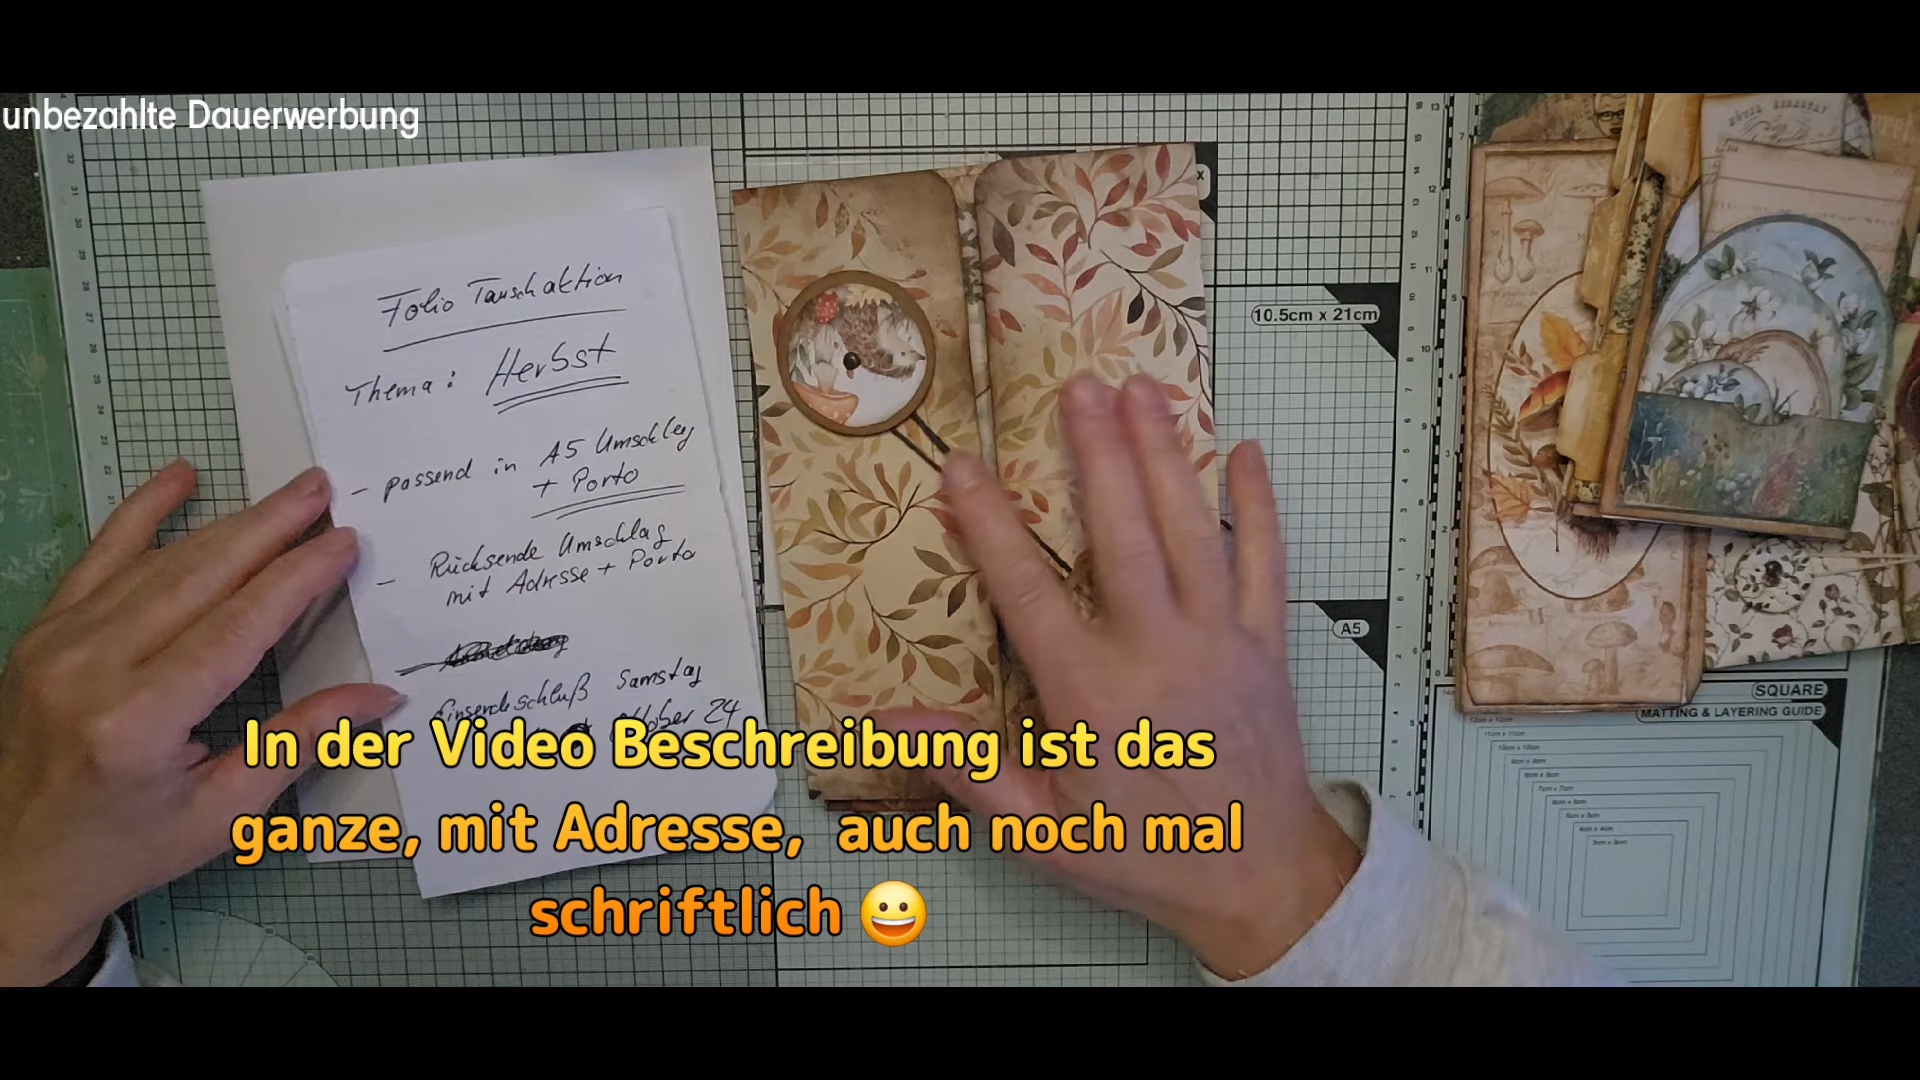 unbezahlte Dauerwerbung
Folio Tauschaktion
Thema: Herbst
- passend in A5 Umschlag
+ Porto
- Rücksende Umschlag
mit Adresse + Porto
Einsendeschluß Samstag
Oktober 24
In der Video Beschreibung ist das
ganze, mit Adresse, auch noch mal
schriftlich 😀
10.5cm x 21cm
A5
SQUARE
MATTING & LAYERING GUIDE